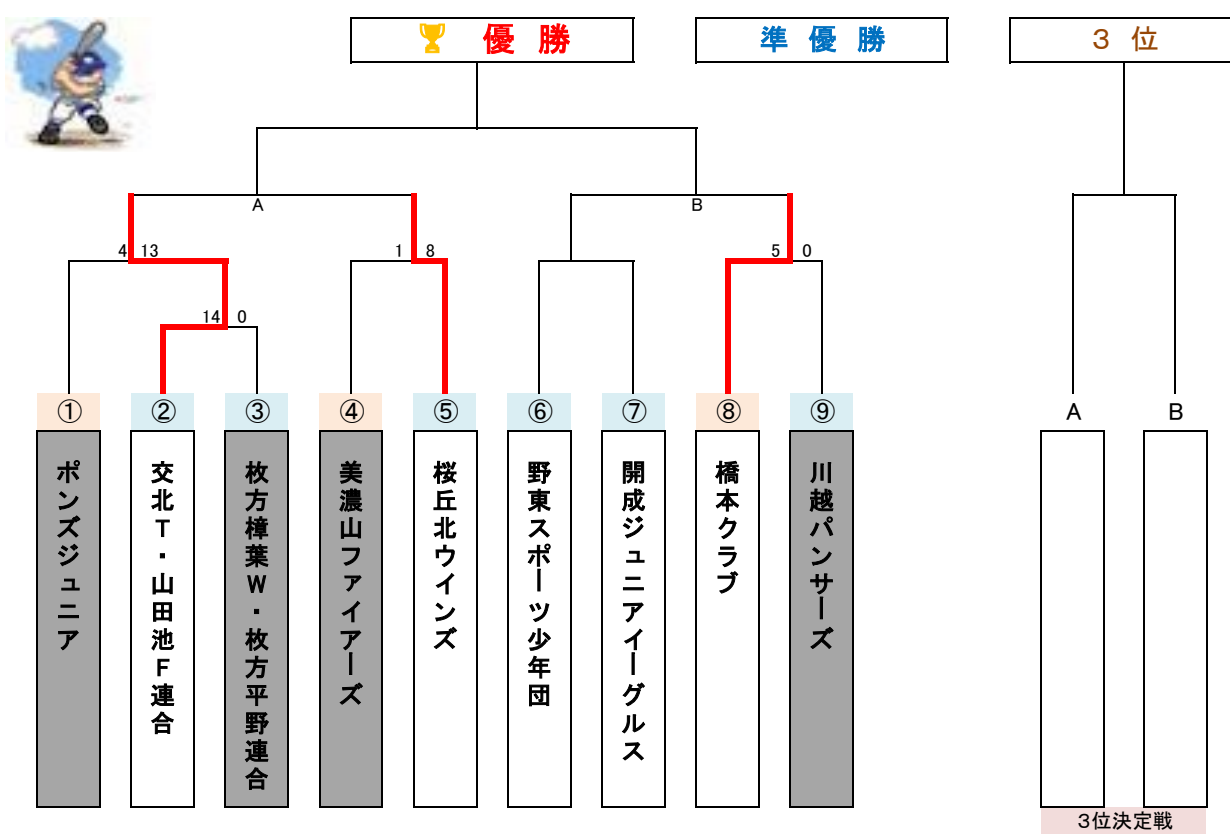 優 勝
準 優 勝
3 位
A
B
4 13
1 8
5 0
14 0
①
②
③
④
⑤
⑥
⑦
⑧
⑨
A
B
ポンズジュニア
交北T・山田池F連合
枚方樟葉W・枚方平野連合
美濃山ファイアーズ
桜丘北ウインズ
野東スポーツ少年団
開成ジュニアイーグルス
橋本クラブ
川越パンサーズ
3位決定戦